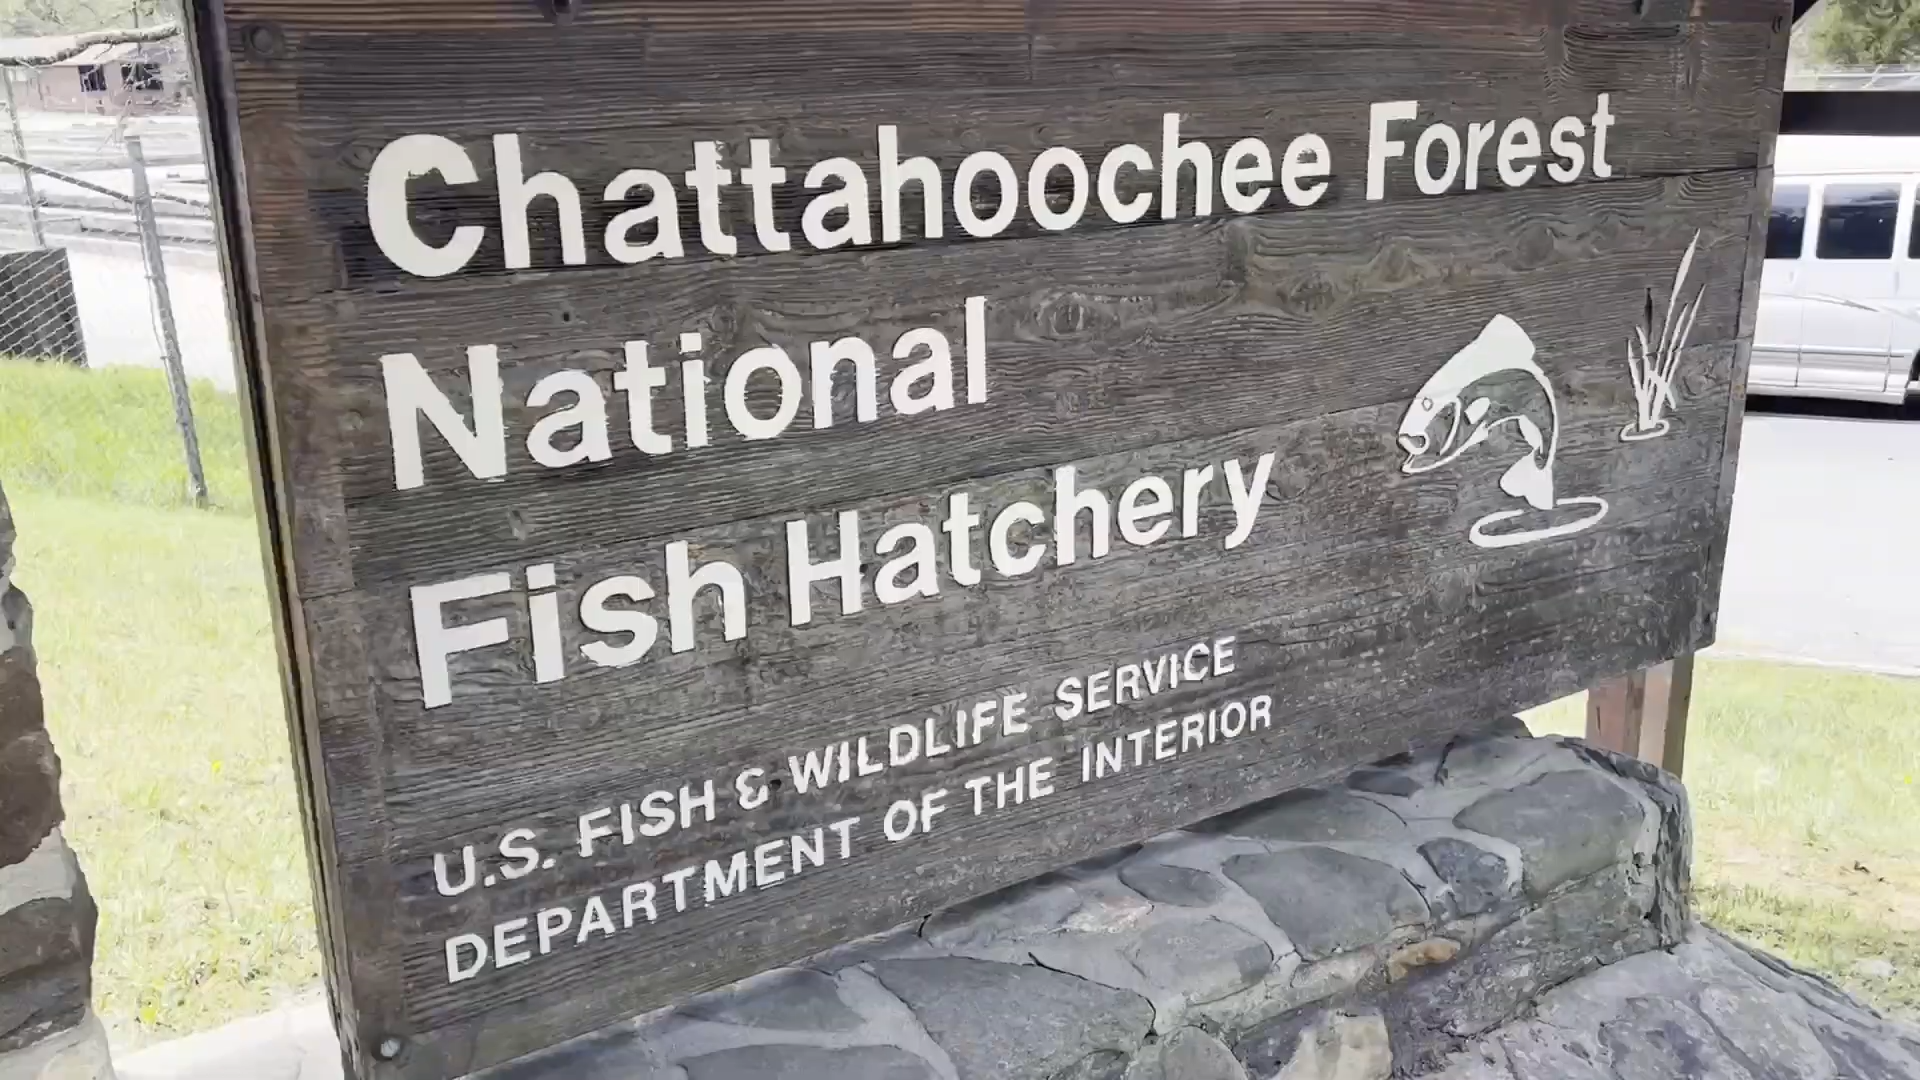 Chattahoochee Forest
National
Fish Hatchery
U.S. FISH & WILDLIFE SERVICE
DEPARTMENT OF THE INTERIOR